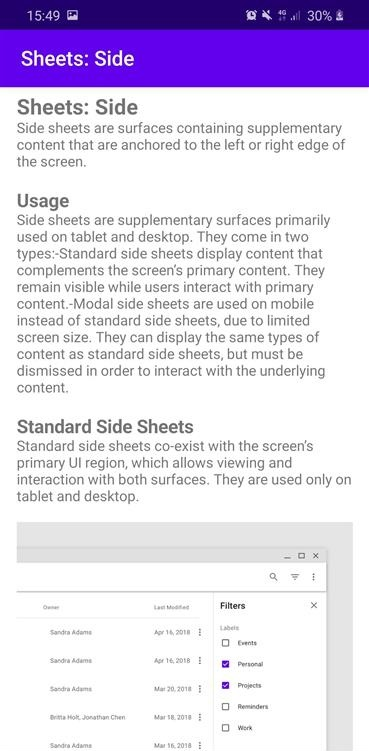 15:49
4G
30%
Sheets: Side
Sheets: Side
Side sheets are surfaces containing supplementary
content that are anchored to the left or right edge of
the screen.
Usage
Side sheets are supplementary surfaces primarily
used on tablet and desktop. They come in two
types:-Standard side sheets display content that
complements the screen's primary content. They
remain visible while users interact with primary
content.-Modal side sheets are used on mobile
instead of standard side sheets, due to limited
screen size. They can display the same types of
content as standard side sheets, but must be
dismissed in order to interact with the underlying
content.
Standard Side Sheets
Standard side sheets co-exist with the screen's
primary UI region, which allows viewing and
interaction with both surfaces. They are used only on
tablet and desktop.
Owner Last Modified
Sandra Adams Apr 16, 2018
Sandra Adams Apr 16, 2018
Sandra Adams Mar 20, 2018
Britta Holt, Jonathan Chen Mar 18, 2018
Sandra Adams Mar 16, 2018
Filters
Labels
Events
Personal
Projects
Reminders
Work